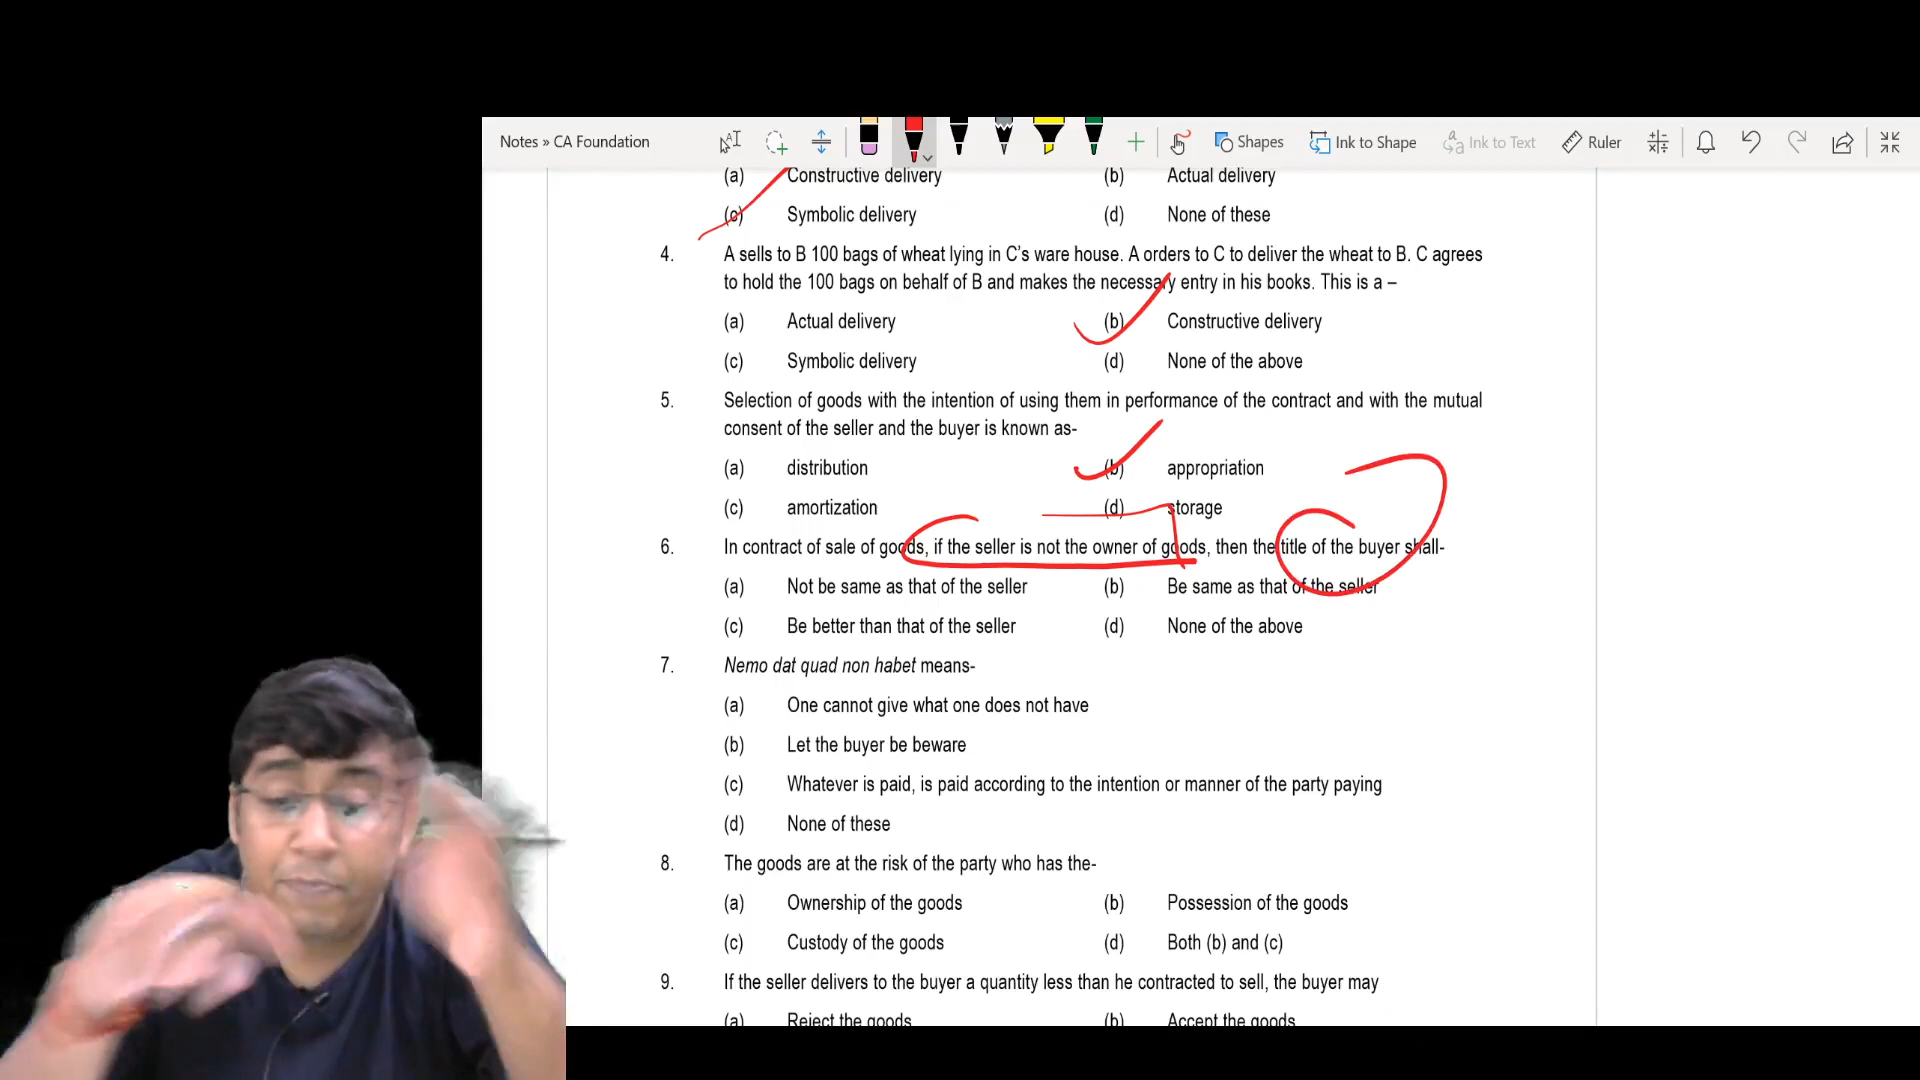 Notes » CA Foundation
Shapes
Ink to Shape
Ink to Text
Ruler
(a) Constructive delivery (b) Actual delivery
(c) Symbolic delivery (d) None of these
4. A sells to B 100 bags of wheat lying in C's ware house. A orders to C to deliver the wheat to B. C agrees
to hold the 100 bags on behalf of B and makes the necessary entry in his books. This is a –
(a) Actual delivery (b) Constructive delivery
(c) Symbolic delivery (d) None of the above
5. Selection of goods with the intention of using them in performance of the contract and with the mutual
consent of the seller and the buyer is known as-
(a) distribution (b) appropriation
(c) amortization (d) storage
6. In contract of sale of goods, if the seller is not the owner of goods, then the title of the buyer shall-
(a) Not be same as that of the seller (b) Be same as that of the seller
(c) Be better than that of the seller (d) None of the above
7. Nemo dat quad non habet means-
(a) One cannot give what one does not have
(b) Let the buyer be beware
(c) Whatever is paid, is paid according to the intention or manner of the party paying
(d) None of these
8. The goods are at the risk of the party who has the-
(a) Ownership of the goods (b) Possession of the goods
(c) Custody of the goods (d) Both (b) and (c)
9. If the seller delivers to the buyer a quantity less than he contracted to sell, the buyer may
(a) Reject the goods (b) Accept the goods